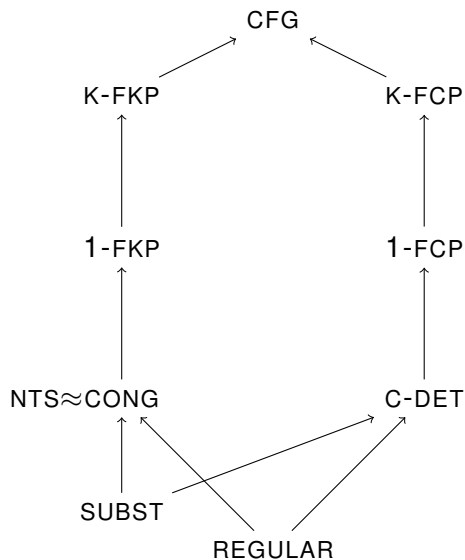 CFG
K-FKP K-FCP
1-FKP 1-FCP
NTS≈CONG C-DET
SUBST
REGULAR